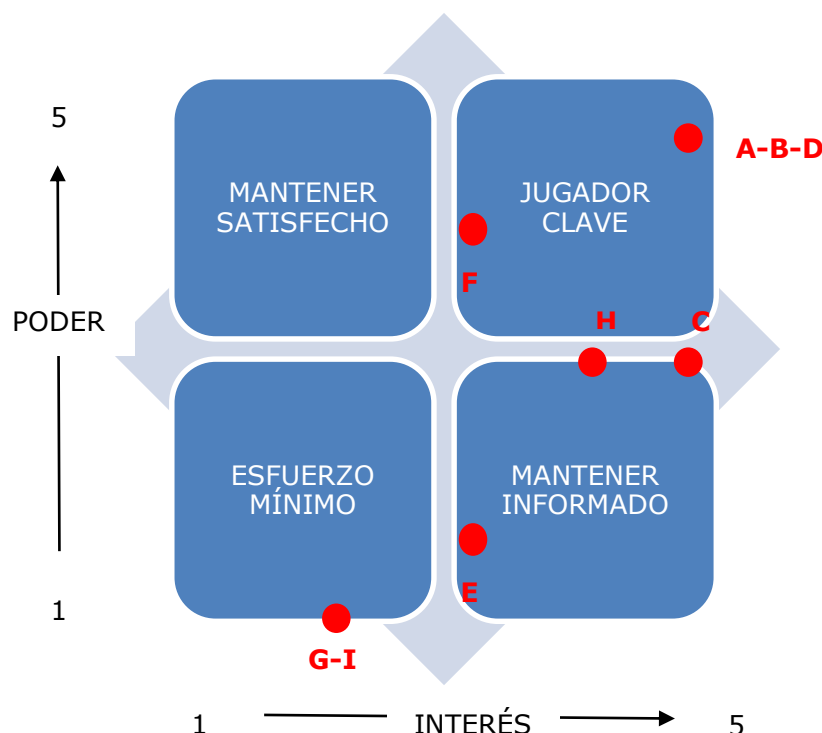 5
A-B-D
MANTENER
SATISFECHO
JUGADOR
CLAVE
F
PODER
H
C
ESFUERZO
MÍNIMO
MANTENER
INFORMADO
E
1
G-I
1
INTERÉS
5